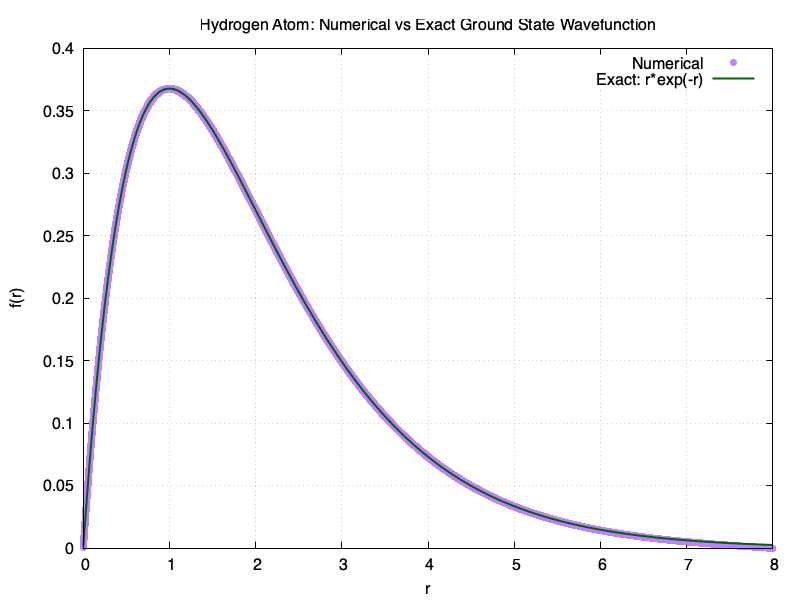 Hydrogen Atom: Numerical vs Exact Ground State Wavefunction
Numerical
Exact: r*exp(-r)
0.4
0.35
0.3
0.25
0.2
0.15
0.1
0.05
0
f(r)
0 1 2 3 4 5 6 7 8
r